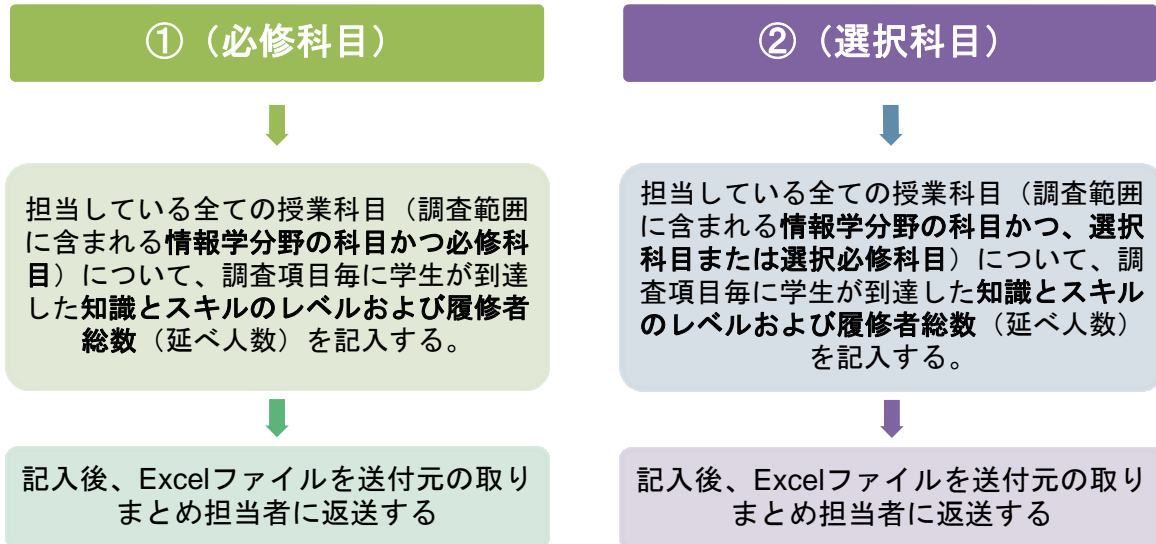 ①（必修科目）
担当している全ての授業科目（調査範囲
に含まれる情報学分野の科目かつ必修科
目）について、調査項目毎に学生が到達
した知識とスキルのレベルおよび履修者
総数（延べ人数）を記入する。
記入後、Excelファイルを送付元の取り
まとめ担当者に返送する
②（選択科目）
担当している全ての授業科目（調査範囲
に含まれる情報学分野の科目かつ、選択
科目または選択必修科目）について、調
査項目毎に学生が到達した知識とスキル
のレベルおよび履修者総数（延べ人数）
を記入する。
記入後、Excelファイルを送付元の取り
まとめ担当者に返送する